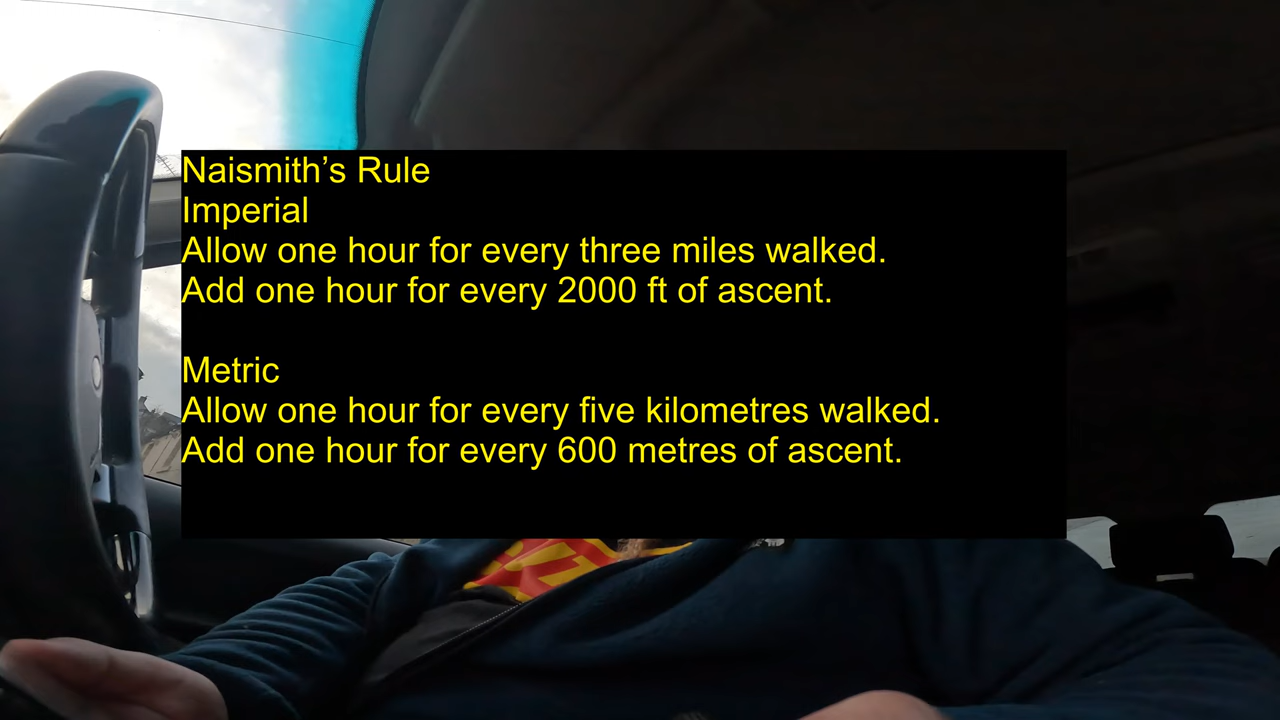 Naismith’s Rule
Imperial
Allow one hour for every three miles walked.
Add one hour for every 2000 ft of ascent.
Metric
Allow one hour for every five kilometres walked.
Add one hour for every 600 metres of ascent.